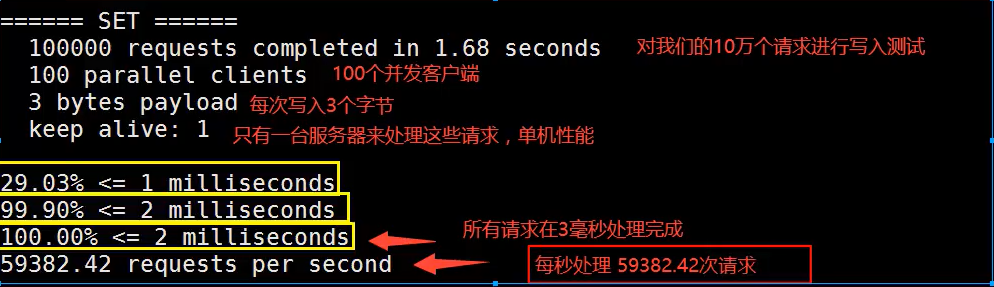 ====== SET ======
100000 requests completed in 1.68 seconds 对我们的10万个请求进行写入测试
100 parallel clients 100个并发客户端
3 bytes payload 每次写入3个字节
keep alive: 1 只有一台服务器来处理这些请求，单机性能
29.03% <= 1 milliseconds
99.90% <= 2 milliseconds
100.00% <= 2 milliseconds 所有请求在3毫秒处理完成
59382.42 requests per second 每秒处理 59382.42次请求